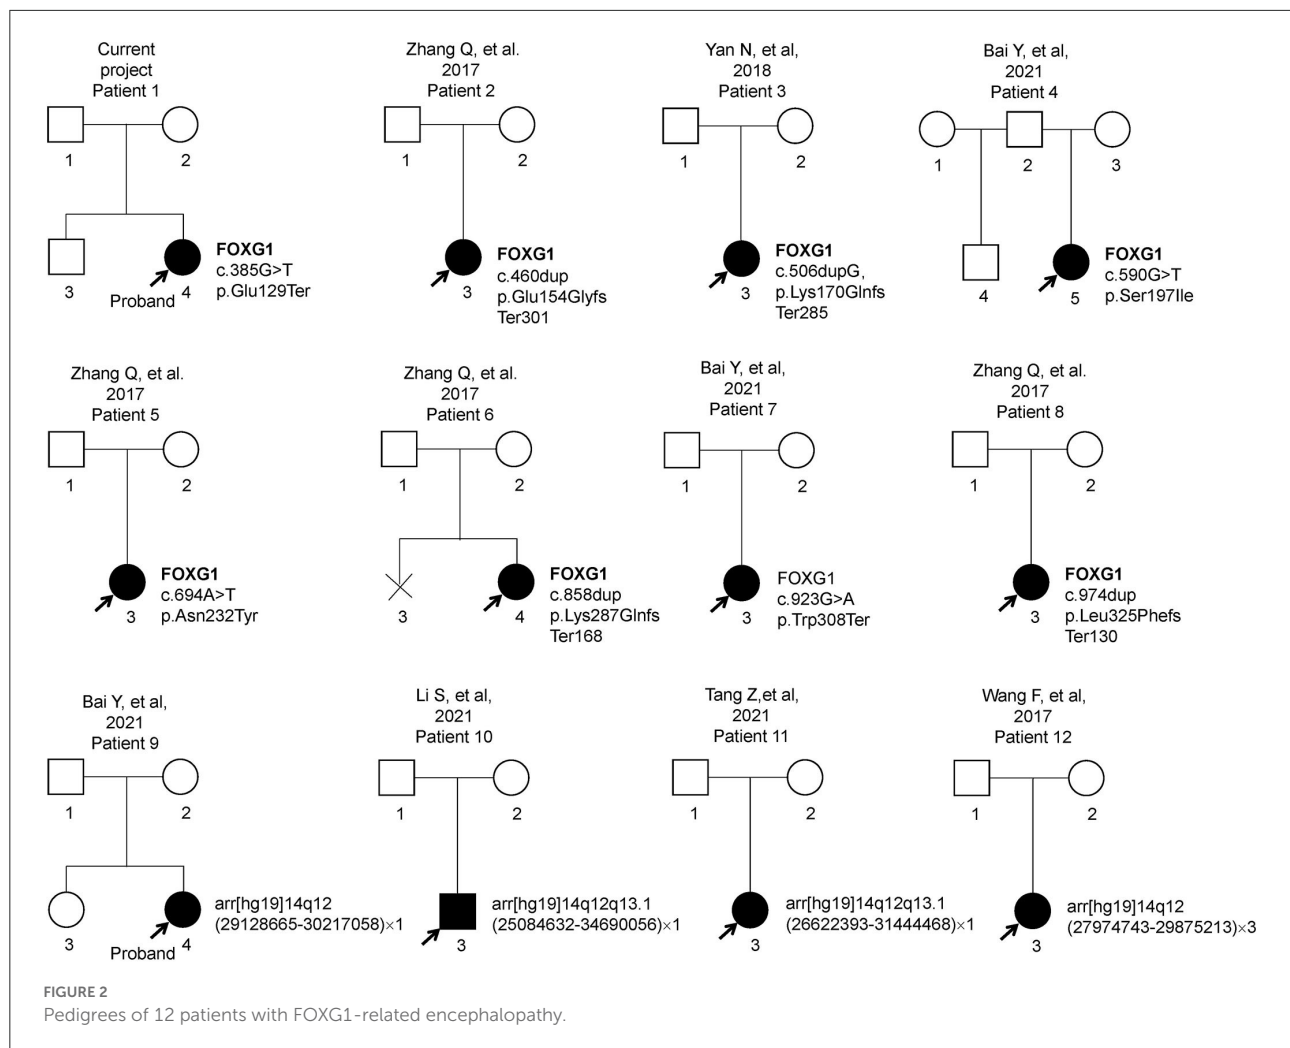 Current
project
Patient 1
1
2
3
Proband
4
FOXG1
c.385G>T
p.Glu129Ter
Zhang Q, et al.
2017
Patient 2
1
2
3
FOXG1
c.460dup
p.Glu154Glyfs
Ter301
Yan N, et al,
2018
Patient 3
1
2
3
FOXG1
c.506dupG,
p.Lys170Glnfs
Ter285
Bai Y, et al,
2021
Patient 4
1
2
3
4
5
FOXG1
c.590G>T
p.Ser197Ile
Zhang Q, et al.
2017
Patient 5
1
2
3
FOXG1
c.694A>T
p.Asn232Tyr
Zhang Q, et al.
2017
Patient 6
1
2
3
4
FOXG1
c.858dup
p.Lys287Glnfs
Ter168
Bai Y, et al,
2021
Patient 7
1
2
3
FOXG1
c.923G>A
p.Trp308Ter
Zhang Q, et al.
2017
Patient 8
1
2
3
FOXG1
c.974dup
p.Leu325Phefs
Ter130
Bai Y, et al,
2021
Patient 9
1
2
3
Proband
4
arr[hg19]14q12
(29128665-30217058)×1
Li S, et al,
2021
Patient 10
1
2
3
arr[hg19]14q12q13.1
(25084632-34690056)×1
Tang Z,et al,
2021
Patient 11
1
2
3
arr[hg19]14q12q13.1
(26622393-31444468)×1
Wang F, et al,
2017
Patient 12
1
2
3
arr[hg19]14q12
(27974743-29875213)×3
FIGURE 2
Pedigrees of 12 patients with FOXG1-related encephalopathy.